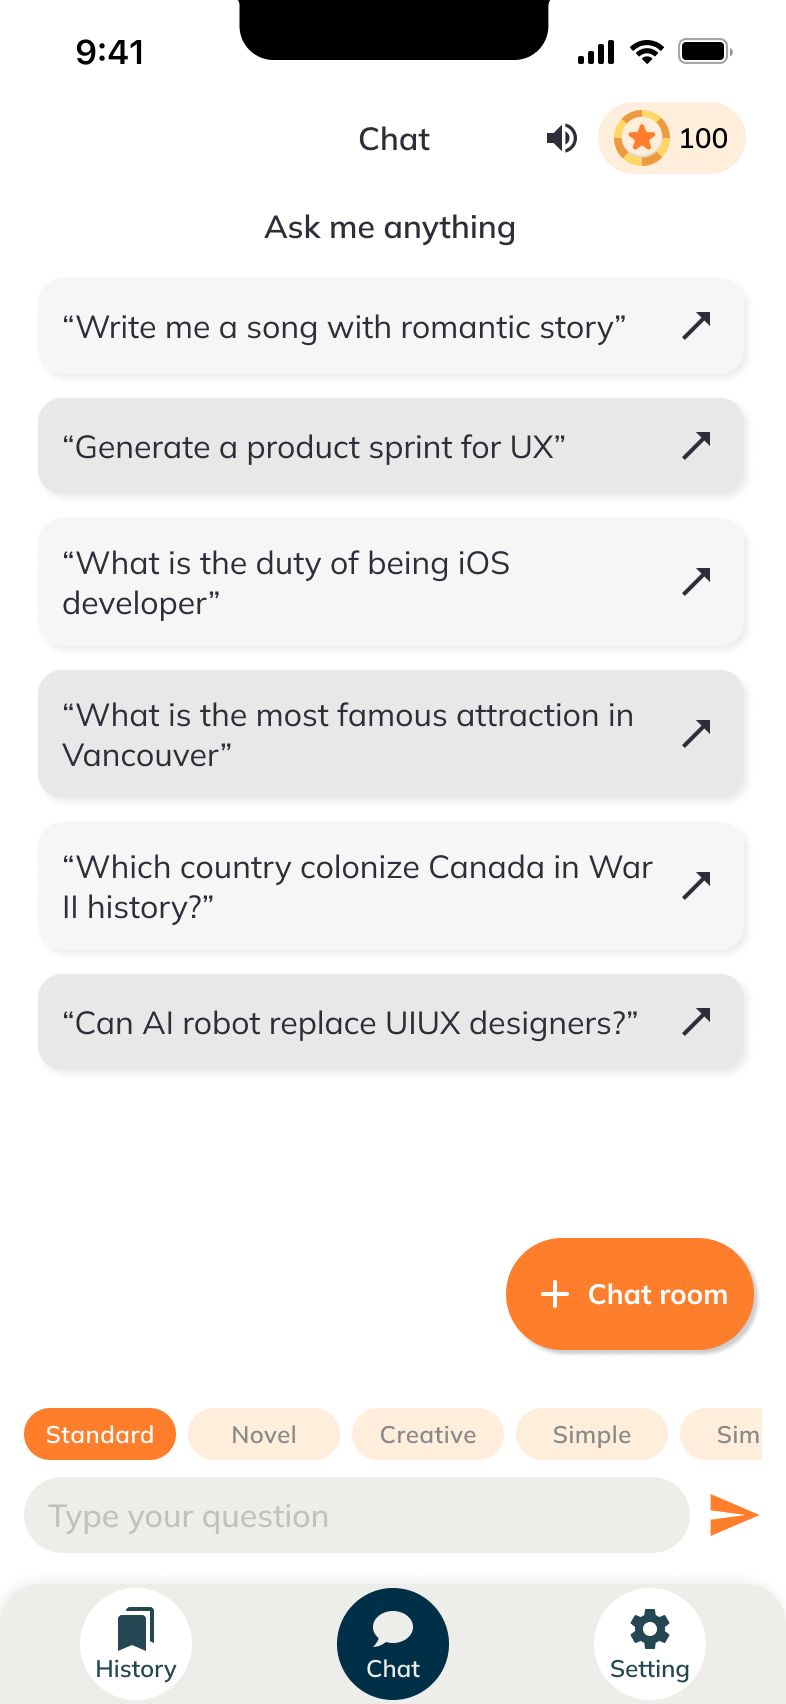 9:41
Chat
100
Ask me anything
“Write me a song with romantic story”
“Generate a product sprint for UX”
“What is the duty of being iOS
developer”
“What is the most famous attraction in
Vancouver”
“Which country colonize Canada in War
II history?”
“Can AI robot replace UIUX designers?”
Chat room
Standard Novel Creative Simple Sim
Type your question
History Chat Setting